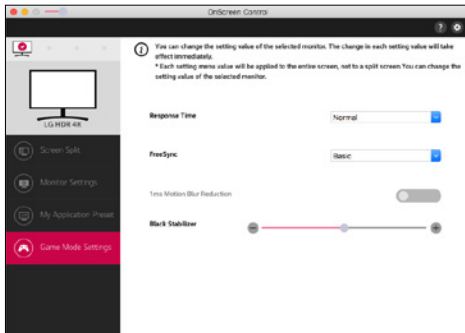 OnScreen Control
?
You can change the setting value of the selected monitor. The change in each setting value will take
effect immediately.
* Each setting menu value will be applied to the entire screen, not to a split screen.You can change the
setting value of the selected monitor.
LG HDR 4K
Screen Split
Monitor Settings
My Application Preset
Game Mode Settings
Response Time
Normal
FreeSync
Basic
1ms Motion Blur Reduction
Black Stabilizer